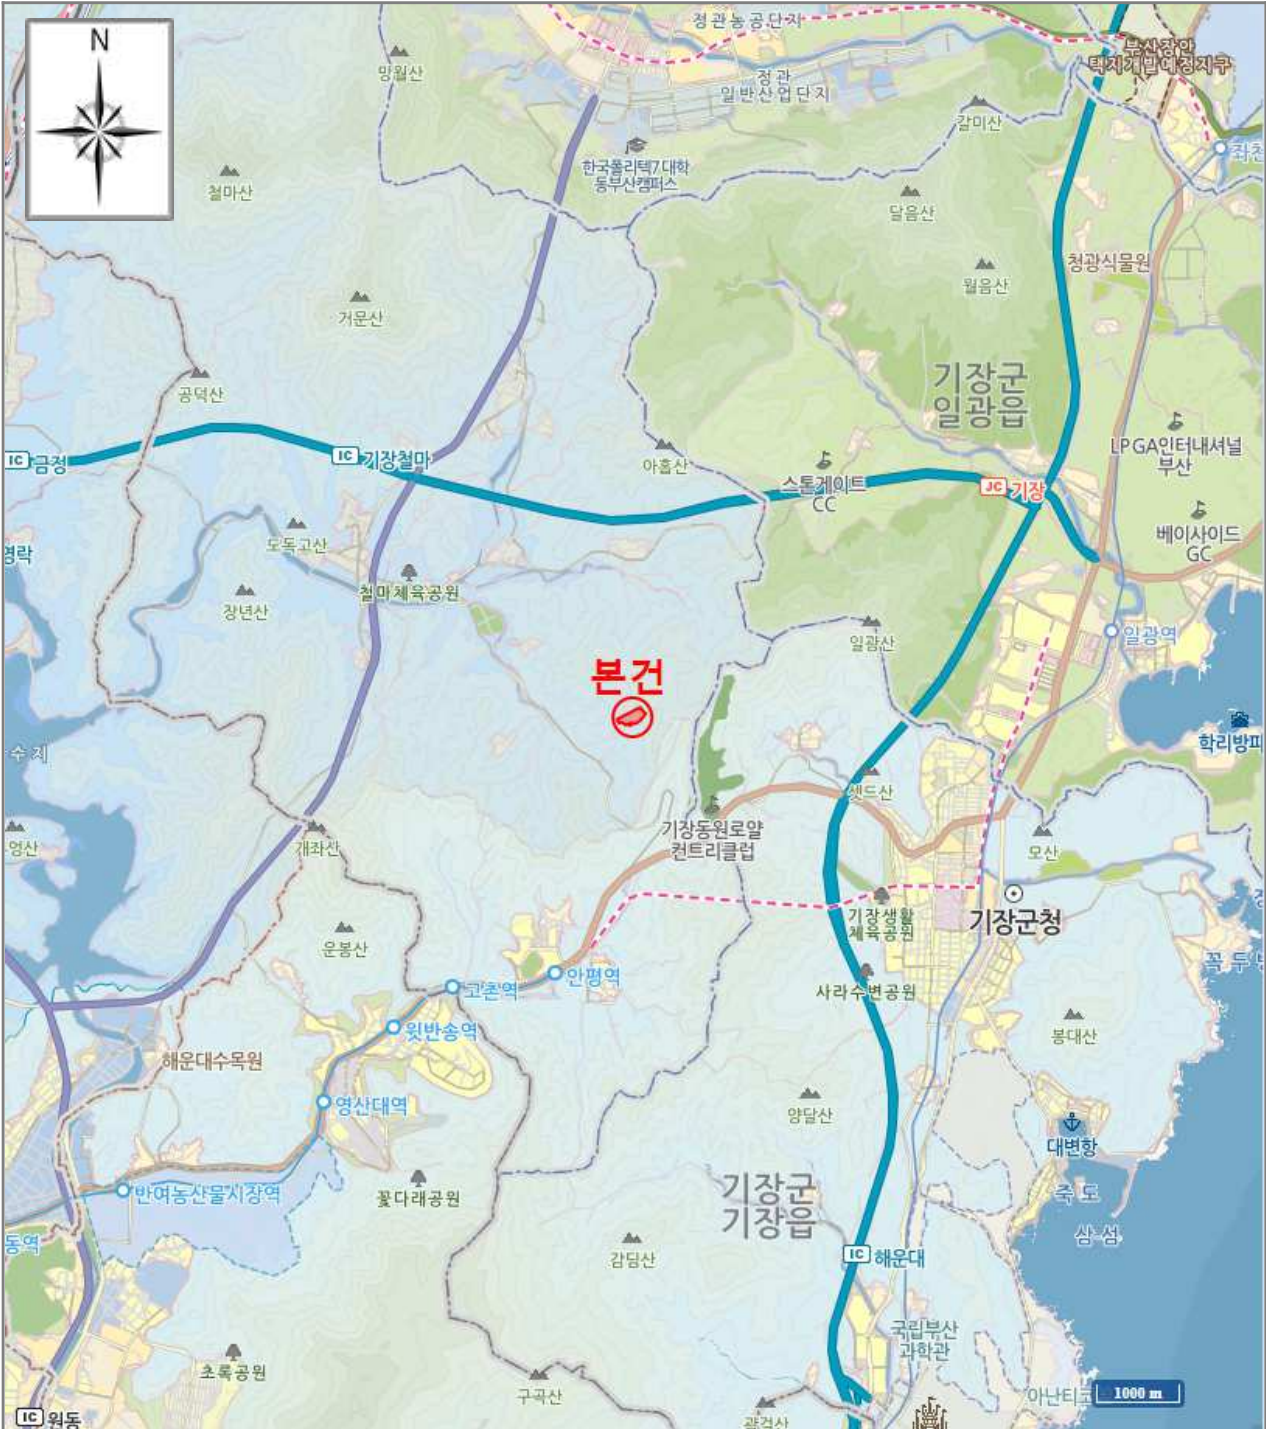 N
정관농공단지
부산장안
택지개발예정지구
망월산
정관
일반산업단지
갈미산
한국폴리텍7대학
동부산캠퍼스
좌천
철마산
달음산
청광식물원
월음산
거문산
공덕산
기장군
일광읍
LPGA인터내셔널
부산
IC 금정
IC 기장철마
아홉산
스톤게이트
CC
JC 기장
베이사이드
GC
도독고산
영락
장년산
철마체육공원
일광산
일광역
본건
수지
학리방파
샛드산
기장동원로얄
컨트리클럽
개좌산
모산
기장생활
체육공원
기장군청
운봉산
안평역
고촌역
사라수변공원
윗반송역
봉대산
해운대수목원
영산대역
양달산
대변항
반여농산물시장역
꽃다래공원
기장군
기장읍
죽도
삼섬
동역
감딤산
IC 해운대
국립부산
과학관
초록공원
구곡산
아난티코
1000 m
IC 원동